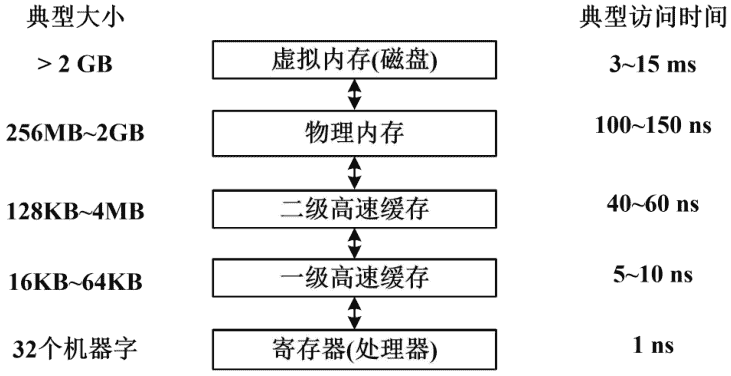 典型大小 典型访问时间
> 2 GB 虚拟内存(磁盘) 3~15 ms
256MB~2GB 物理内存 100~150 ns
128KB~4MB 二级高速缓存 40~60 ns
16KB~64KB 一级高速缓存 5~10 ns
32个机器字 寄存器(处理器) 1 ns